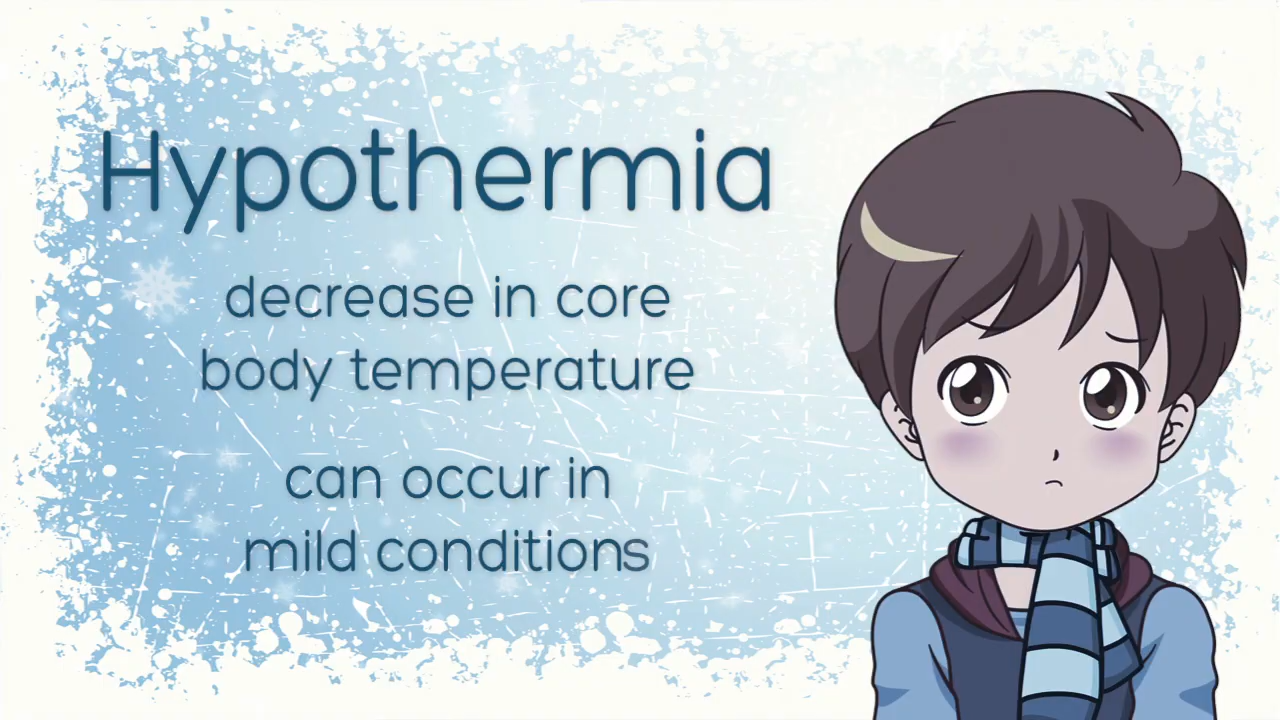 Hypothermia
decrease in core
body temperature
can occur in
mild conditions